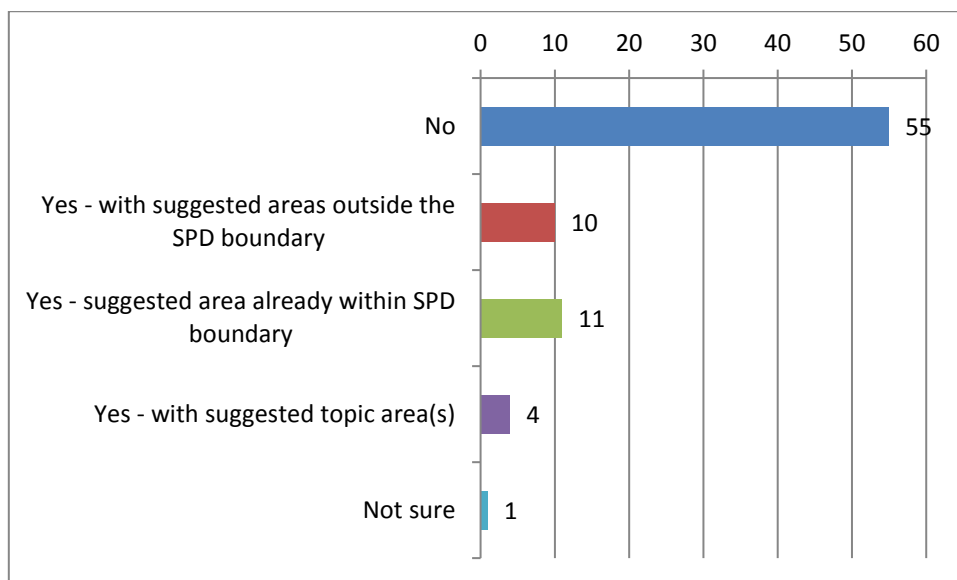 0 10 20 30 40 50 60
No
55
Yes - with suggested areas outside the
SPD boundary
10
Yes - suggested area already within SPD
boundary
11
Yes - with suggested topic area(s)
4
Not sure
1